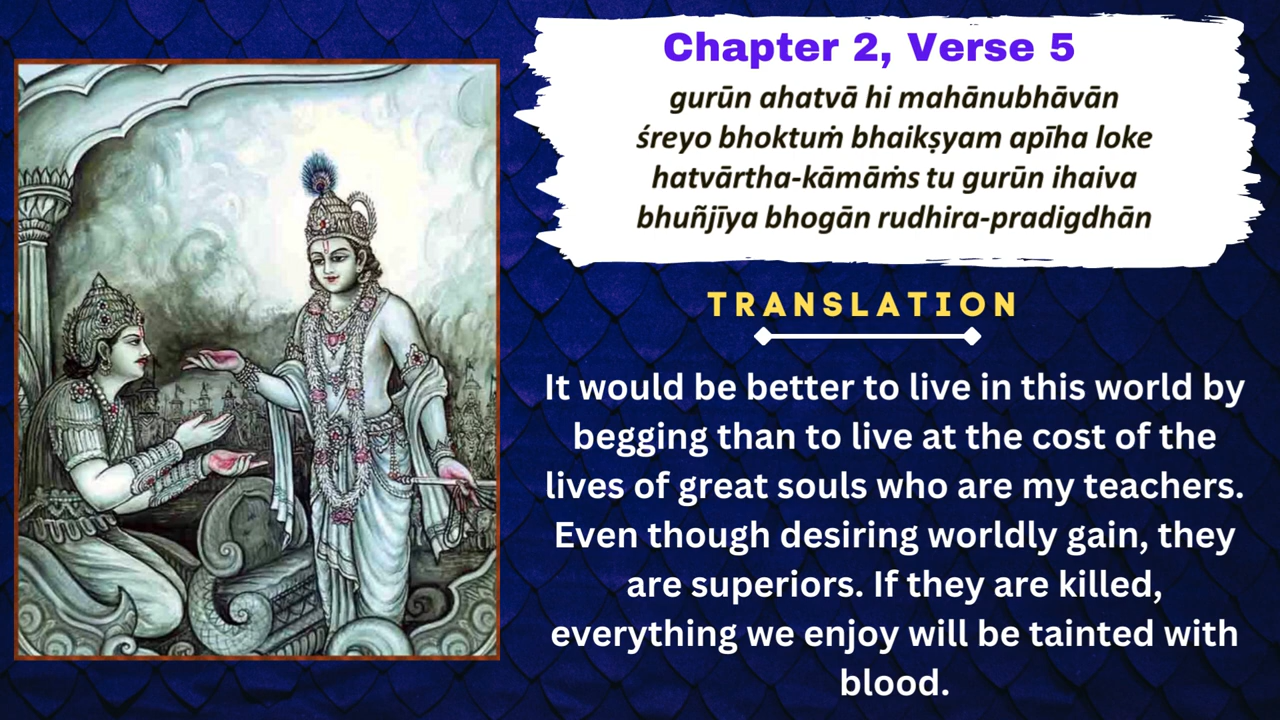 Chapter 2, Verse 5
gurūn ahatvā hi mahānubhāvān
śreyo bhoktuṁ bhaikṣyam apīha loke
hatvārtha-kāmāṁs tu gurūn ihaiva
bhuñjīya bhogān rudhira-pradigdhān
TRANSLATION
It would be better to live in this world by
begging than to live at the cost of the
lives of great souls who are my teachers.
Even though desiring worldly gain, they
are superiors. If they are killed,
everything we enjoy will be tainted with
blood.